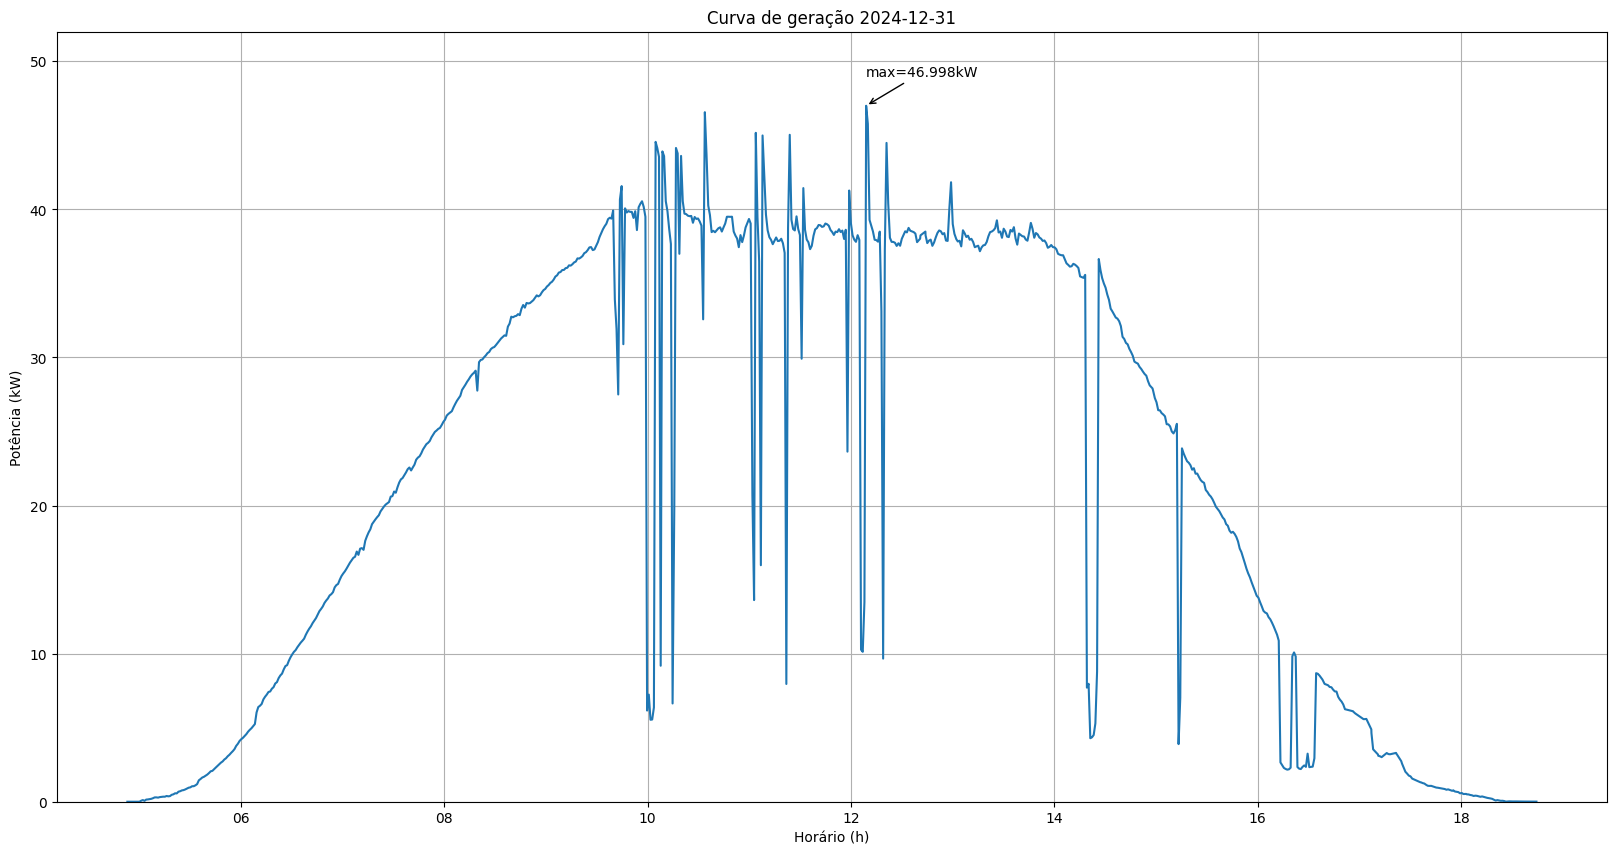 Curva de geração 2024-12-31
max=46.998kW
Potência (kW)
50
40
30
20
10
0
06 08 10 12 14 16 18
Horário (h)